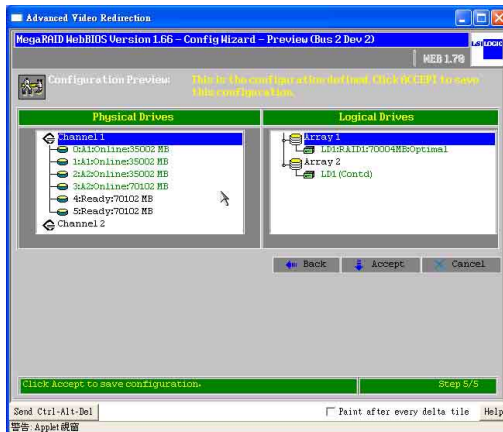 Advanced Video Redirection
MegaRAID WebBIOS Version 1.66 - Config Wizard - Preview (Bus 2 Dev 2)
LSI LOGIC
WEB 1.70
Configuration Preview: This is the configuration defined. Click ACCEPT to save
this configuration.
Physical Drives
Channel 1
0:A1:Online:35002 MB
1:A1:Online:35002 MB
2:A2:Online:35002 MB
3:A2:Online:70102 MB
4:Ready:70102 MB
5:Ready:70102 MB
Channel 2
Logical Drives
Array 1
LD1:RAID1:70004MB:Optimal
Array 2
LD1 (Contd)
Back Accept Cancel
Click Accept to save configuration. Step 5/5
Send Ctrl-Alt-Del Paint after every delta tile Help
警告: Applet 視窗